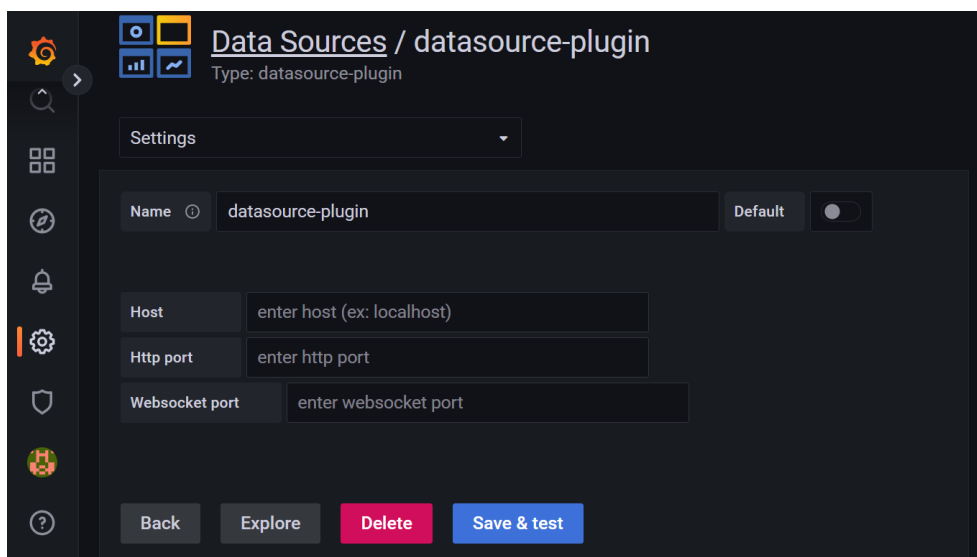 Data Sources / datasource-plugin
Type: datasource-plugin
Settings
Name datasource-plugin Default
Host enter host (ex: localhost)
Http port enter http port
Websocket port enter websocket port
Back Explore Delete Save & test